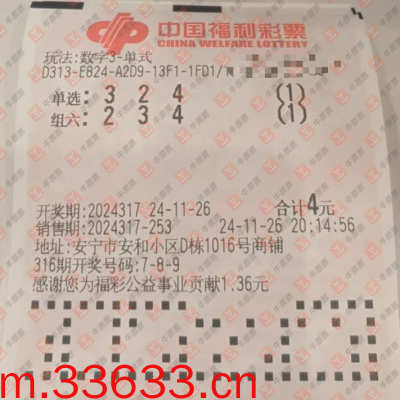 中国福利彩票
CHINA WELFARE LOTTERY
玩法:数字3-单式
D313-E824-A2D9-13F1-1FD1/
单选: 3 2 4 (1)
组六: 2 3 4 (1)
开奖期:2024317 24-11-26 合计4元
销售期:2024317-253 24-11-26 20:14:56
地址:安宁市安和小区D栋1016号商铺
316期开奖号码:7-8-9
感谢您为福彩公益事业贡献1.36元
m.33633.cn